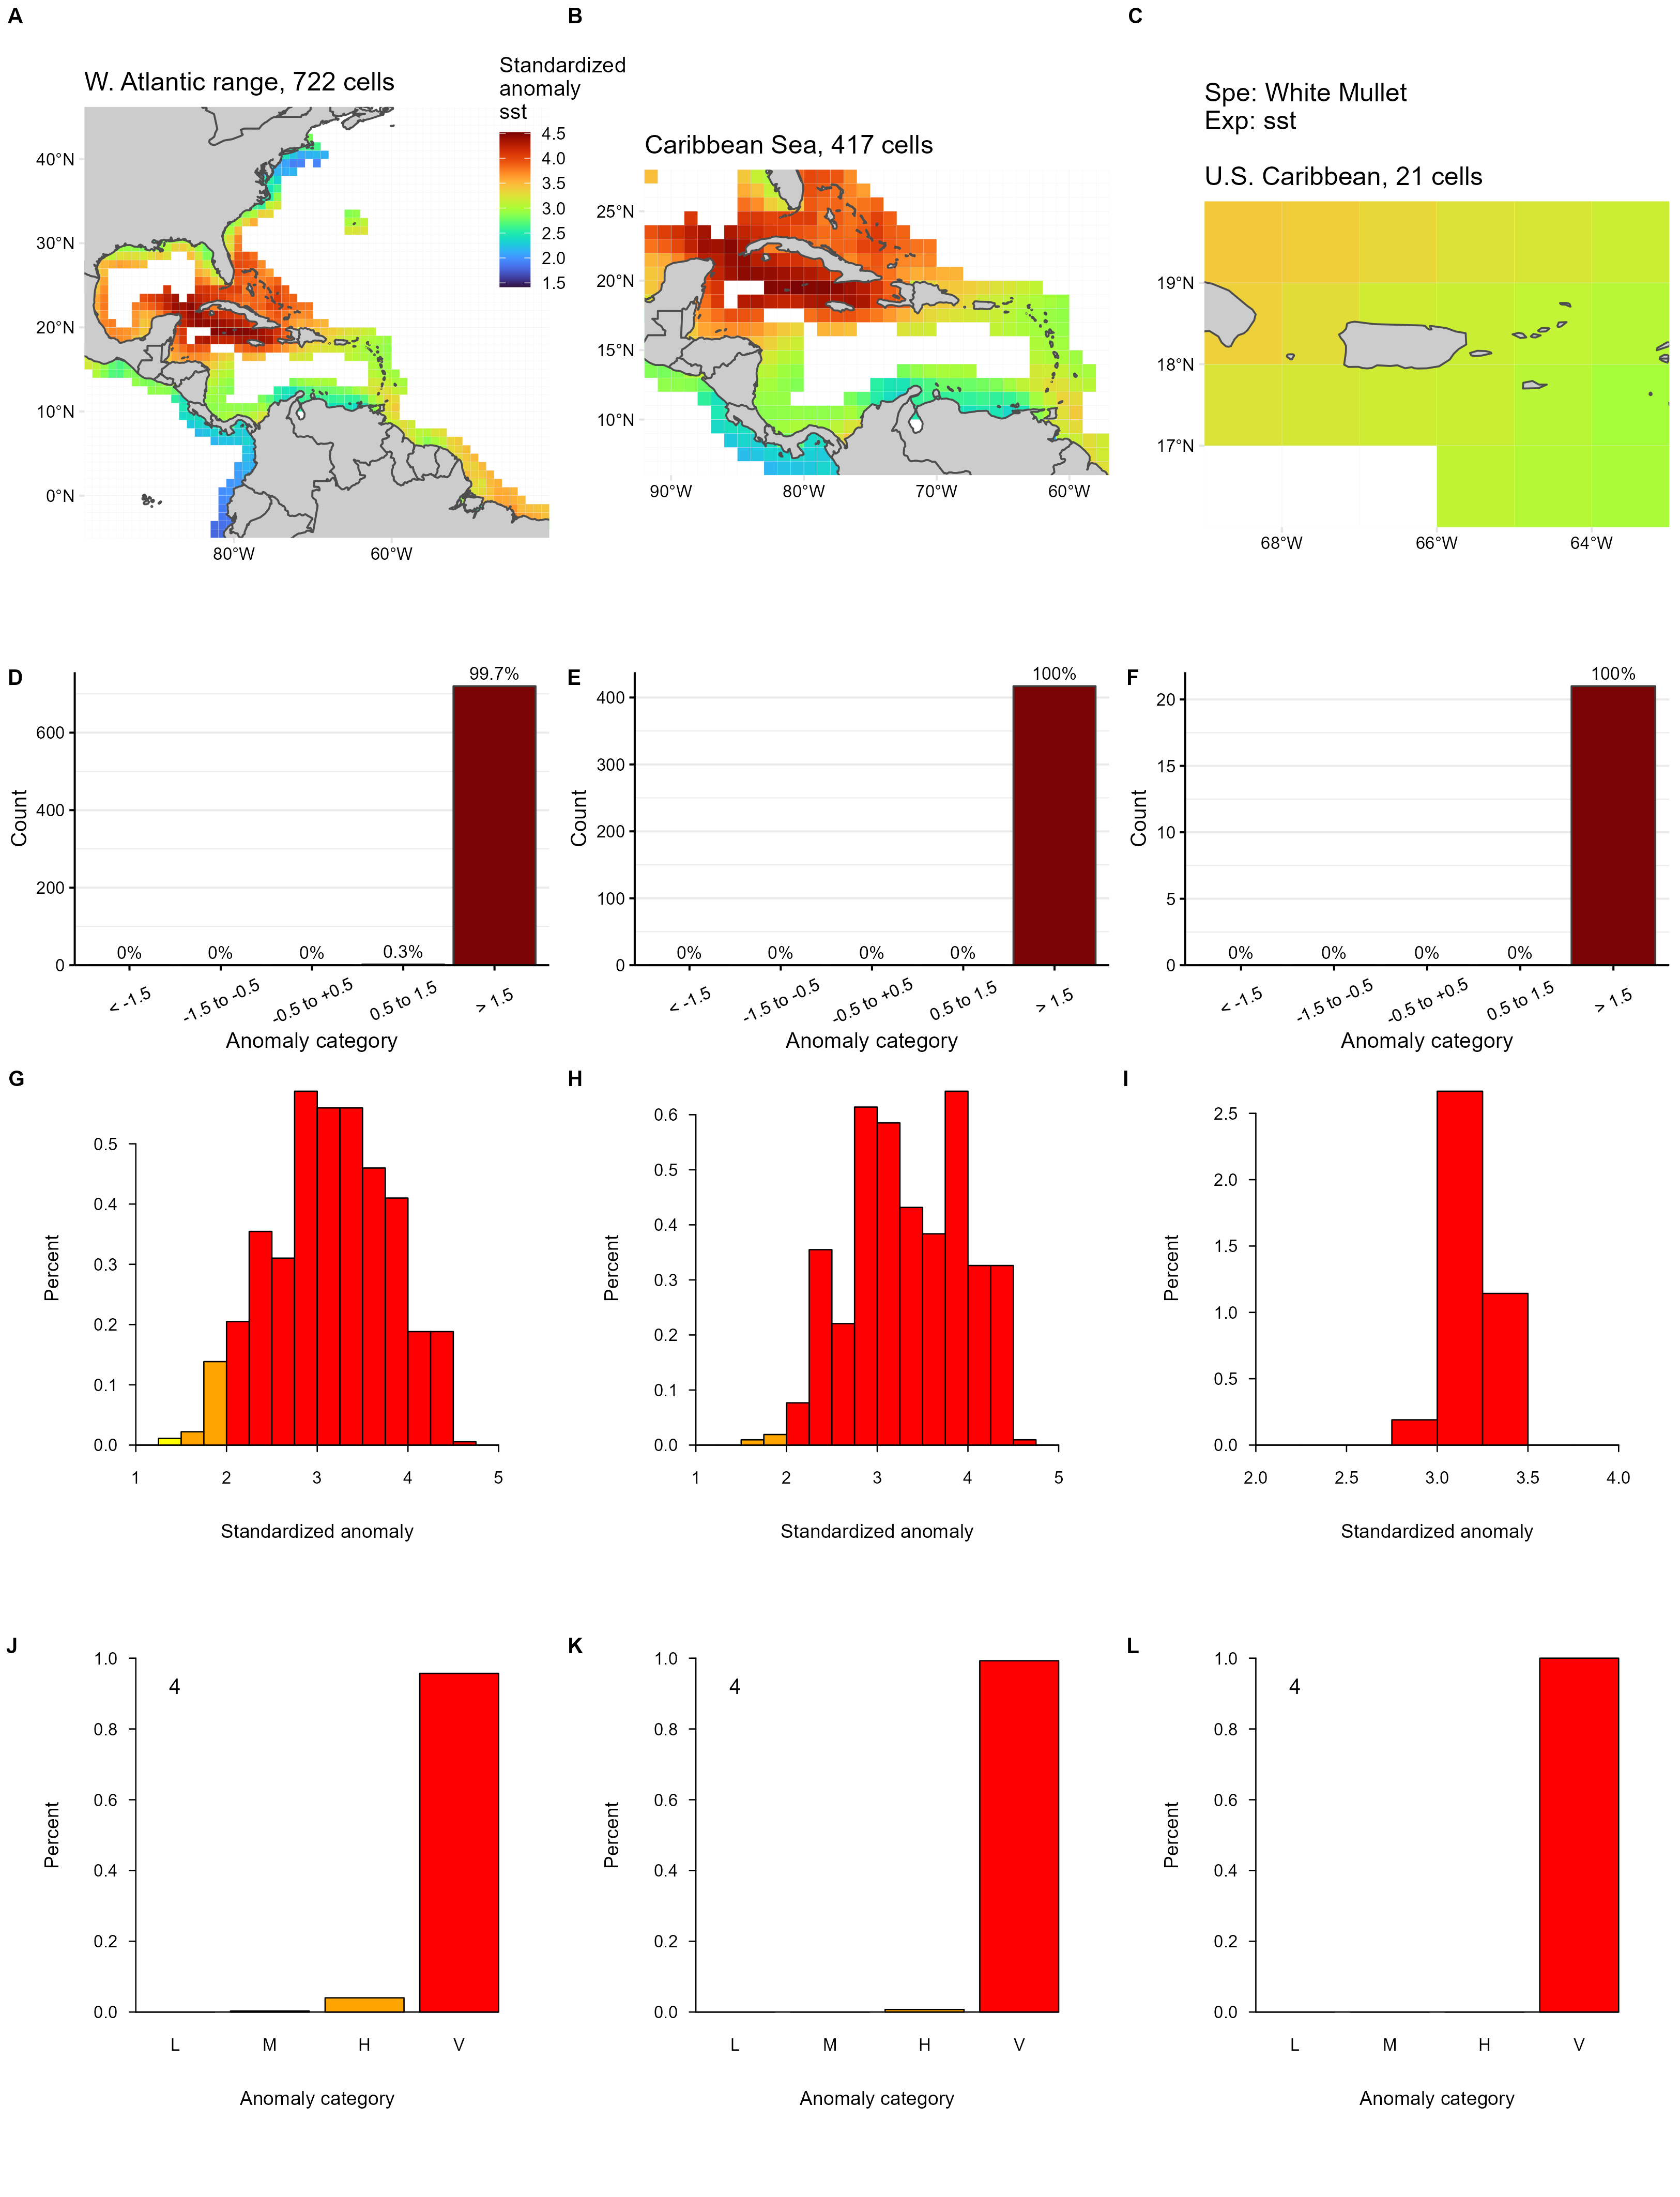 A
B
C
W. Atlantic range, 722 cells
Standardized
anomaly
sst
4.5
4.0
3.5
3.0
2.5
2.0
1.5
40°N
30°N
20°N
10°N
0°N
80°W
60°W
Caribbean Sea, 417 cells
25°N
20°N
15°N
10°N
90°W
80°W
70°W
60°W
Spe: White Mullet
Exp: sst
U.S. Caribbean, 21 cells
19°N
18°N
17°N
68°W
66°W
64°W
D
99.7%
600
400
200
0
Count
0%
0%
0%
0.3%
< -1.5
-1.5 to -0.5
-0.5 to +0.5
0.5 to 1.5
> 1.5
Anomaly category
E
100%
400
300
200
100
0
Count
0%
0%
0%
0%
< -1.5
-1.5 to -0.5
-0.5 to +0.5
0.5 to 1.5
> 1.5
Anomaly category
F
100%
20
15
10
5
0
Count
0%
0%
0%
0%
< -1.5
-1.5 to -0.5
-0.5 to +0.5
0.5 to 1.5
> 1.5
Anomaly category
G
0.5
0.4
0.3
0.2
0.1
0.0
Percent
1
2
3
4
5
Standardized anomaly
H
0.6
0.5
0.4
0.3
0.2
0.1
0.0
Percent
1
2
3
4
5
Standardized anomaly
I
2.5
2.0
1.5
1.0
0.5
0.0
Percent
2.0
2.5
3.0
3.5
4.0
Standardized anomaly
J
4
1.0
0.8
0.6
0.4
0.2
0.0
Percent
L
M
H
V
Anomaly category
K
4
1.0
0.8
0.6
0.4
0.2
0.0
Percent
L
M
H
V
Anomaly category
L
4
1.0
0.8
0.6
0.4
0.2
0.0
Percent
L
M
H
V
Anomaly category